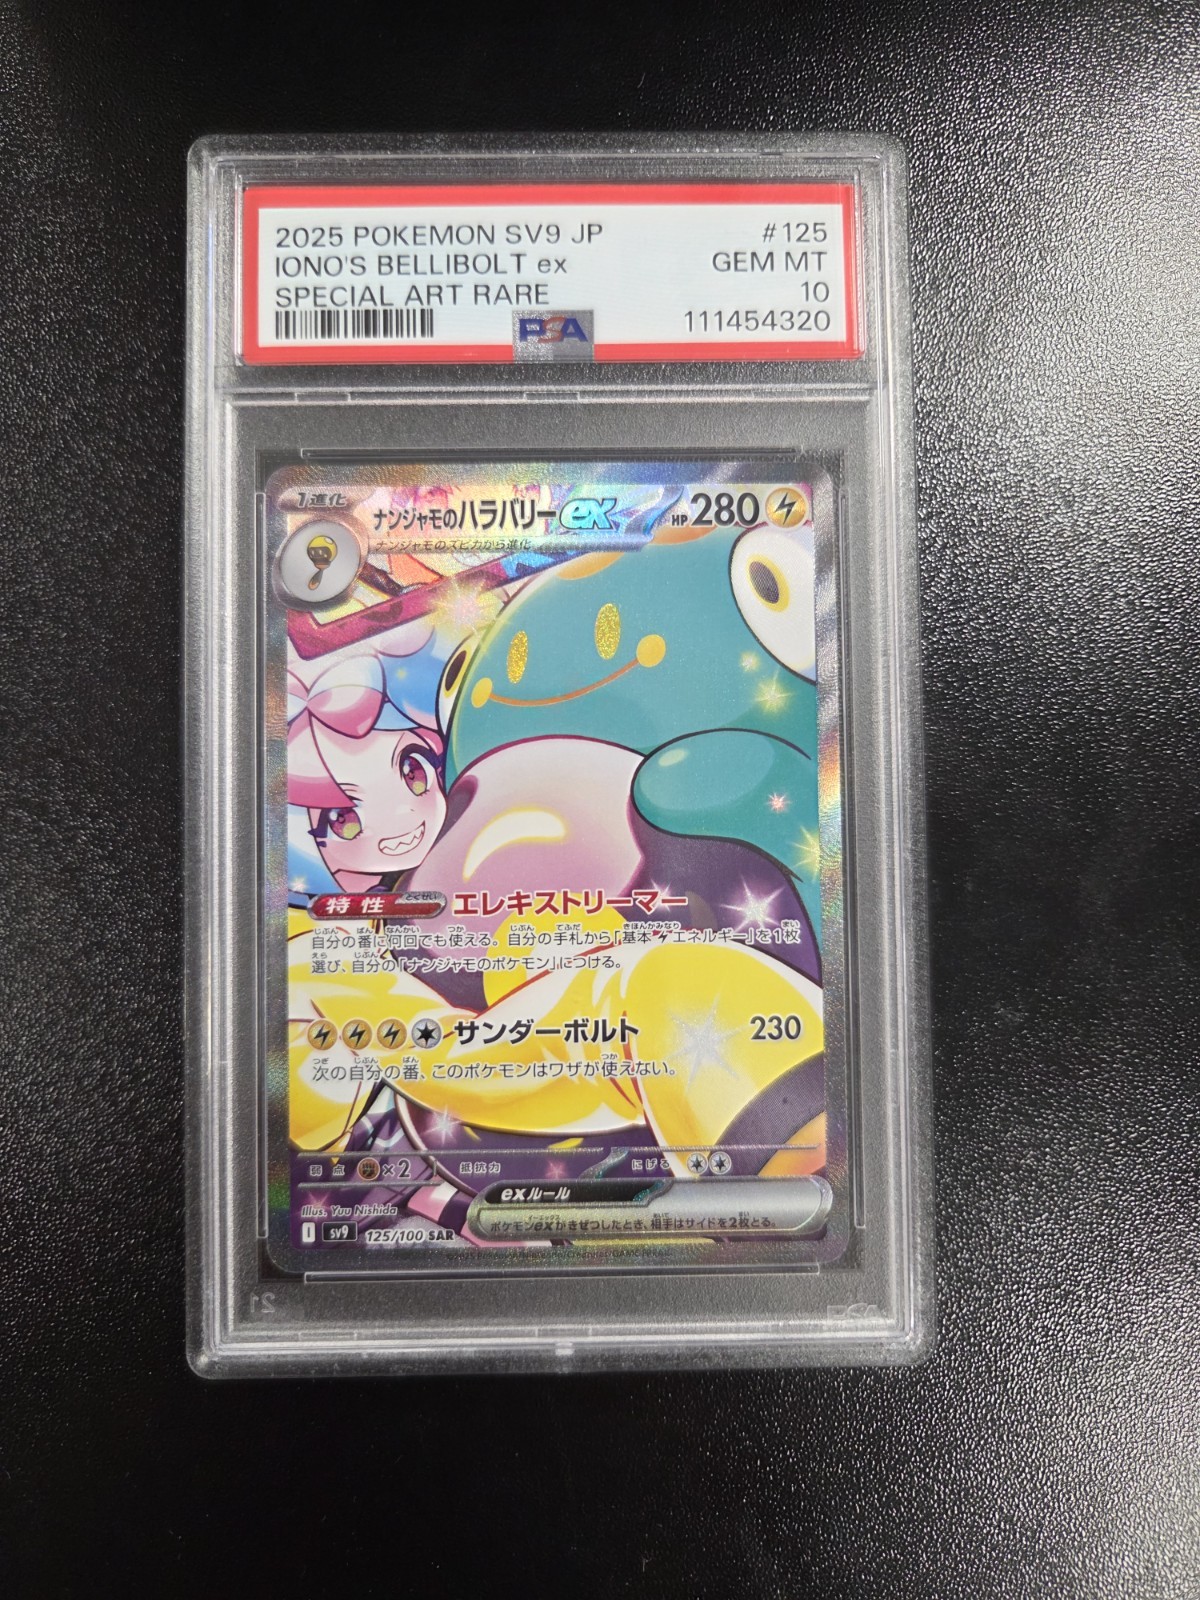 2025 POKEMON SV9 JP #125
IONO'S BELLIBOLT ex GEM MT
SPECIAL ART RARE 10
PSA 111454320
1進化
ナンジャモのハラバリーex HP280
ナンジャモのズピカから進化
特性 とくせい エレキストリーマー
自分の番に何回でも使える。自分の手札から「基本エネルギー」を1枚
選び、自分の「ナンジャモのポケモン」につける。
サンダーボルト 230
次の自分の番、このポケモンはワザが使えない。
弱点 ×2 抵抗力 にげる
exルール
ポケモンexがきぜつしたとき、相手はサイドを2枚とる。
Illus. Yuu Nishida
I SV9 125/100 SAR